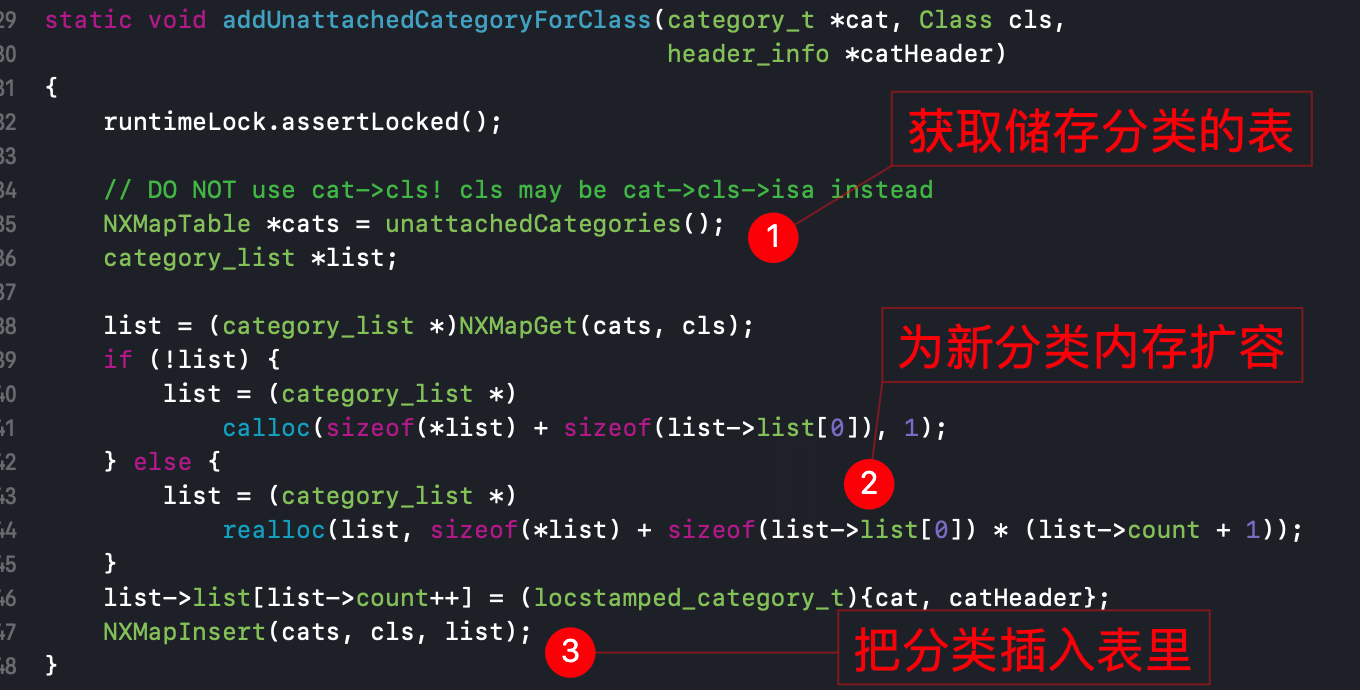 29 static void addUnattachedCategoryForClass(category_t *cat, Class cls,
30 header_info *catHeader)
31 {
32 runtimeLock.assertLocked();
获取储存分类的表
33
34 // DO NOT use cat->cls! cls may be cat->cls->isa instead
35 NXMapTable *cats = unattachedCategories();
1
36 category_list *list;
37
38 list = (category_list *)NXMapGet(cats, cls);
为新分类内存扩容
39 if (!list) {
40 list = (category_list *)
41 calloc(sizeof(*list) + sizeof(list->list[0]), 1);
42 } else {
2
43 list = (category_list *)
44 realloc(list, sizeof(*list) + sizeof(list->list[0]) * (list->count + 1));
45 }
46 list->list[list->count++] = (locstamped_category_t){cat, catHeader};
47 NXMapInsert(cats, cls, list);
3
把分类插入表里
48 }